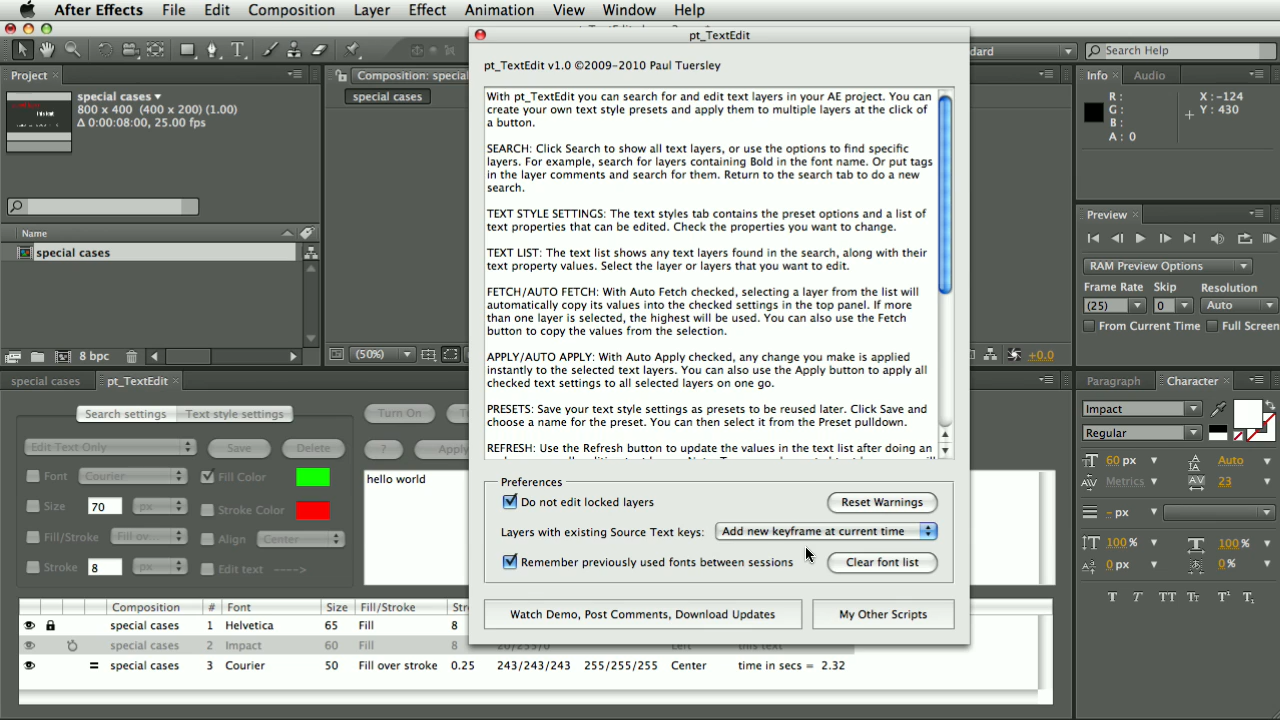 After Effects File Edit Composition Layer Effect Animation View Window Help
pt_TextEdit
Search Help
pt_TextEdit v1.0 ©2009-2010 Paul Tuersley
With pt_TextEdit you can search for and edit text layers in your AE project. You can
create your own text style presets and apply them to multiple layers at the click of
a button.
SEARCH: Click Search to show all text layers, or use the options to find specific
layers. For example, search for layers containing Bold in the font name. Or put tags
in the layer comments and search for them. Return to the search tab to do a new
search.
TEXT STYLE SETTINGS: The text styles tab contains the preset options and a list of
text properties that can be edited. Check the properties you want to change.
TEXT LIST: The text list shows any text layers found in the search, along with their
text property values. Select the layer or layers that you want to edit.
FETCH/AUTO FETCH: With Auto Fetch checked, selecting a layer from the list will
automatically copy its values into the checked settings in the top panel. If more
than one layer is selected, the highest will be used. You can also use the Fetch
button to copy the values from the selection.
APPLY/AUTO APPLY: With Auto Apply checked, any change you make is applied
instantly to the selected text layers. You can also use the Apply button to apply all
checked text settings to all selected layers on one go.
PRESETS: Save your text style settings as presets to be reused later. Click Save and
choose a name for the preset. You can then select it from the Preset pulldown.
REFRESH: Use the Refresh button to update the values in the text list after doing an
Preferences
Do not edit locked layers
Reset Warnings
Layers with existing Source Text keys: Add new keyframe at current time
Remember previously used fonts between sessions
Clear font list
Watch Demo, Post Comments, Download Updates
My Other Scripts
Project
special cases
800 x 400 (400 x 200) (1.00)
Δ 0:00:08:00, 25.00 fps
Name
special cases
8 bpc
Composition: special
special cases
(50%)
+0.0
Info Audio
R :
G :
B :
A : 0
X : -124
Y : 430
Preview
RAM Preview Options
Frame Rate Skip Resolution
(25) 0 Auto
From Current Time Full Screen
special cases pt_TextEdit
Search settings Text style settings
Turn On
Edit Text Only Save Delete ? Apply
Font Courier Fill Color
Size 70 px Stroke Color
Fill/Stroke Fill ov... Align Center
Stroke 8 px Edit text ---->
hello world
Composition # Font Size Fill/Stroke
special cases 1 Helvetica 65 Fill 8
special cases 2 Impact 60 Fill 8 20/255/0 Left this text
= special cases 3 Courier 50 Fill over stroke 0.25 243/243/243 255/255/255 Center time in secs = 2.32
Paragraph Character
Impact
Regular
60 px Auto
Metrics 23
- px
100 % 100 %
0 px 0 %